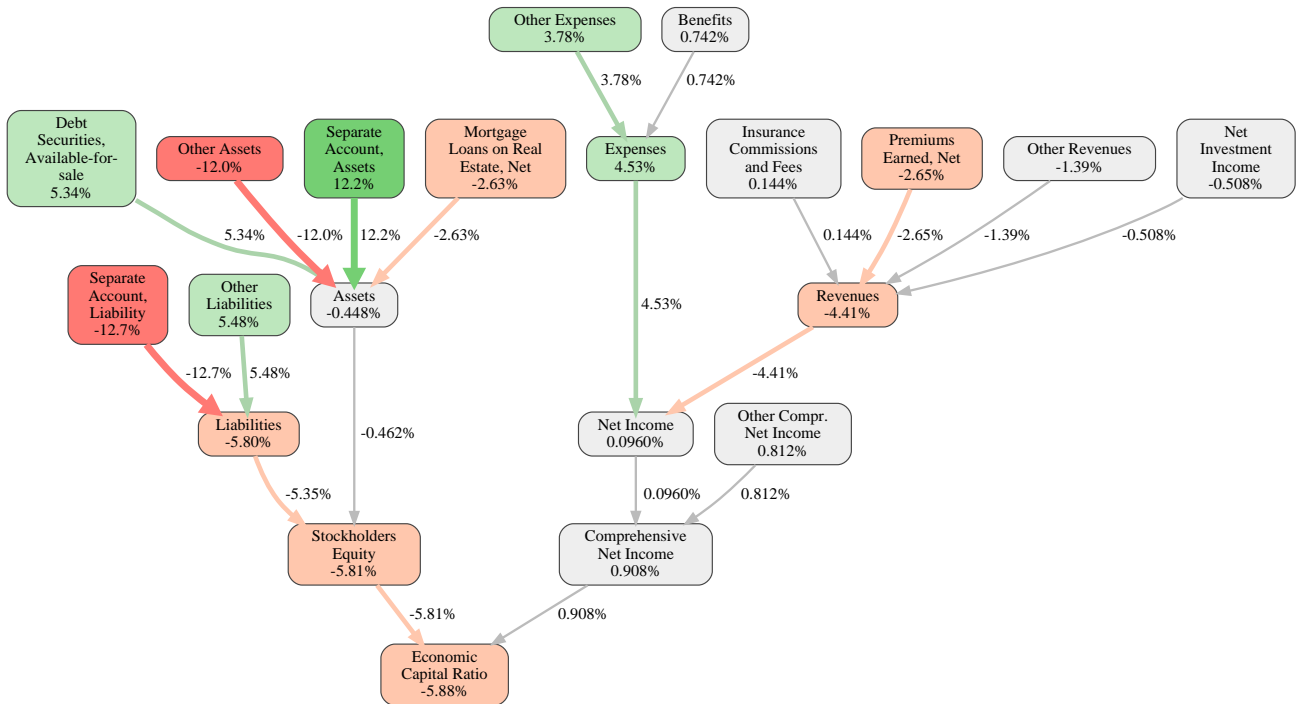 Other Expenses
3.78%
Benefits
0.742%
3.78%
0.742%
Debt
Securities,
Available-for-
sale
5.34%
Other Assets
-12.0%
Separate
Account,
Assets
12.2%
Mortgage
Loans on Real
Estate, Net
-2.63%
Expenses
4.53%
Insurance
Commissions
and Fees
0.144%
Premiums
Earned, Net
-2.65%
Other Revenues
-1.39%
Net
Investment
Income
-0.508%
5.34%
-12.0%
12.2%
-2.63%
0.144%
-2.65%
-1.39%
-0.508%
Separate
Account,
Liability
-12.7%
Other
Liabilities
5.48%
Assets
-0.448%
4.53%
Revenues
-4.41%
-12.7%
5.48%
-4.41%
Liabilities
-5.80%
-0.462%
Net Income
0.0960%
Other Compr.
Net Income
0.812%
-5.35%
0.0960%
0.812%
Stockholders
Equity
-5.81%
Comprehensive
Net Income
0.908%
-5.81%
0.908%
Economic
Capital Ratio
-5.88%